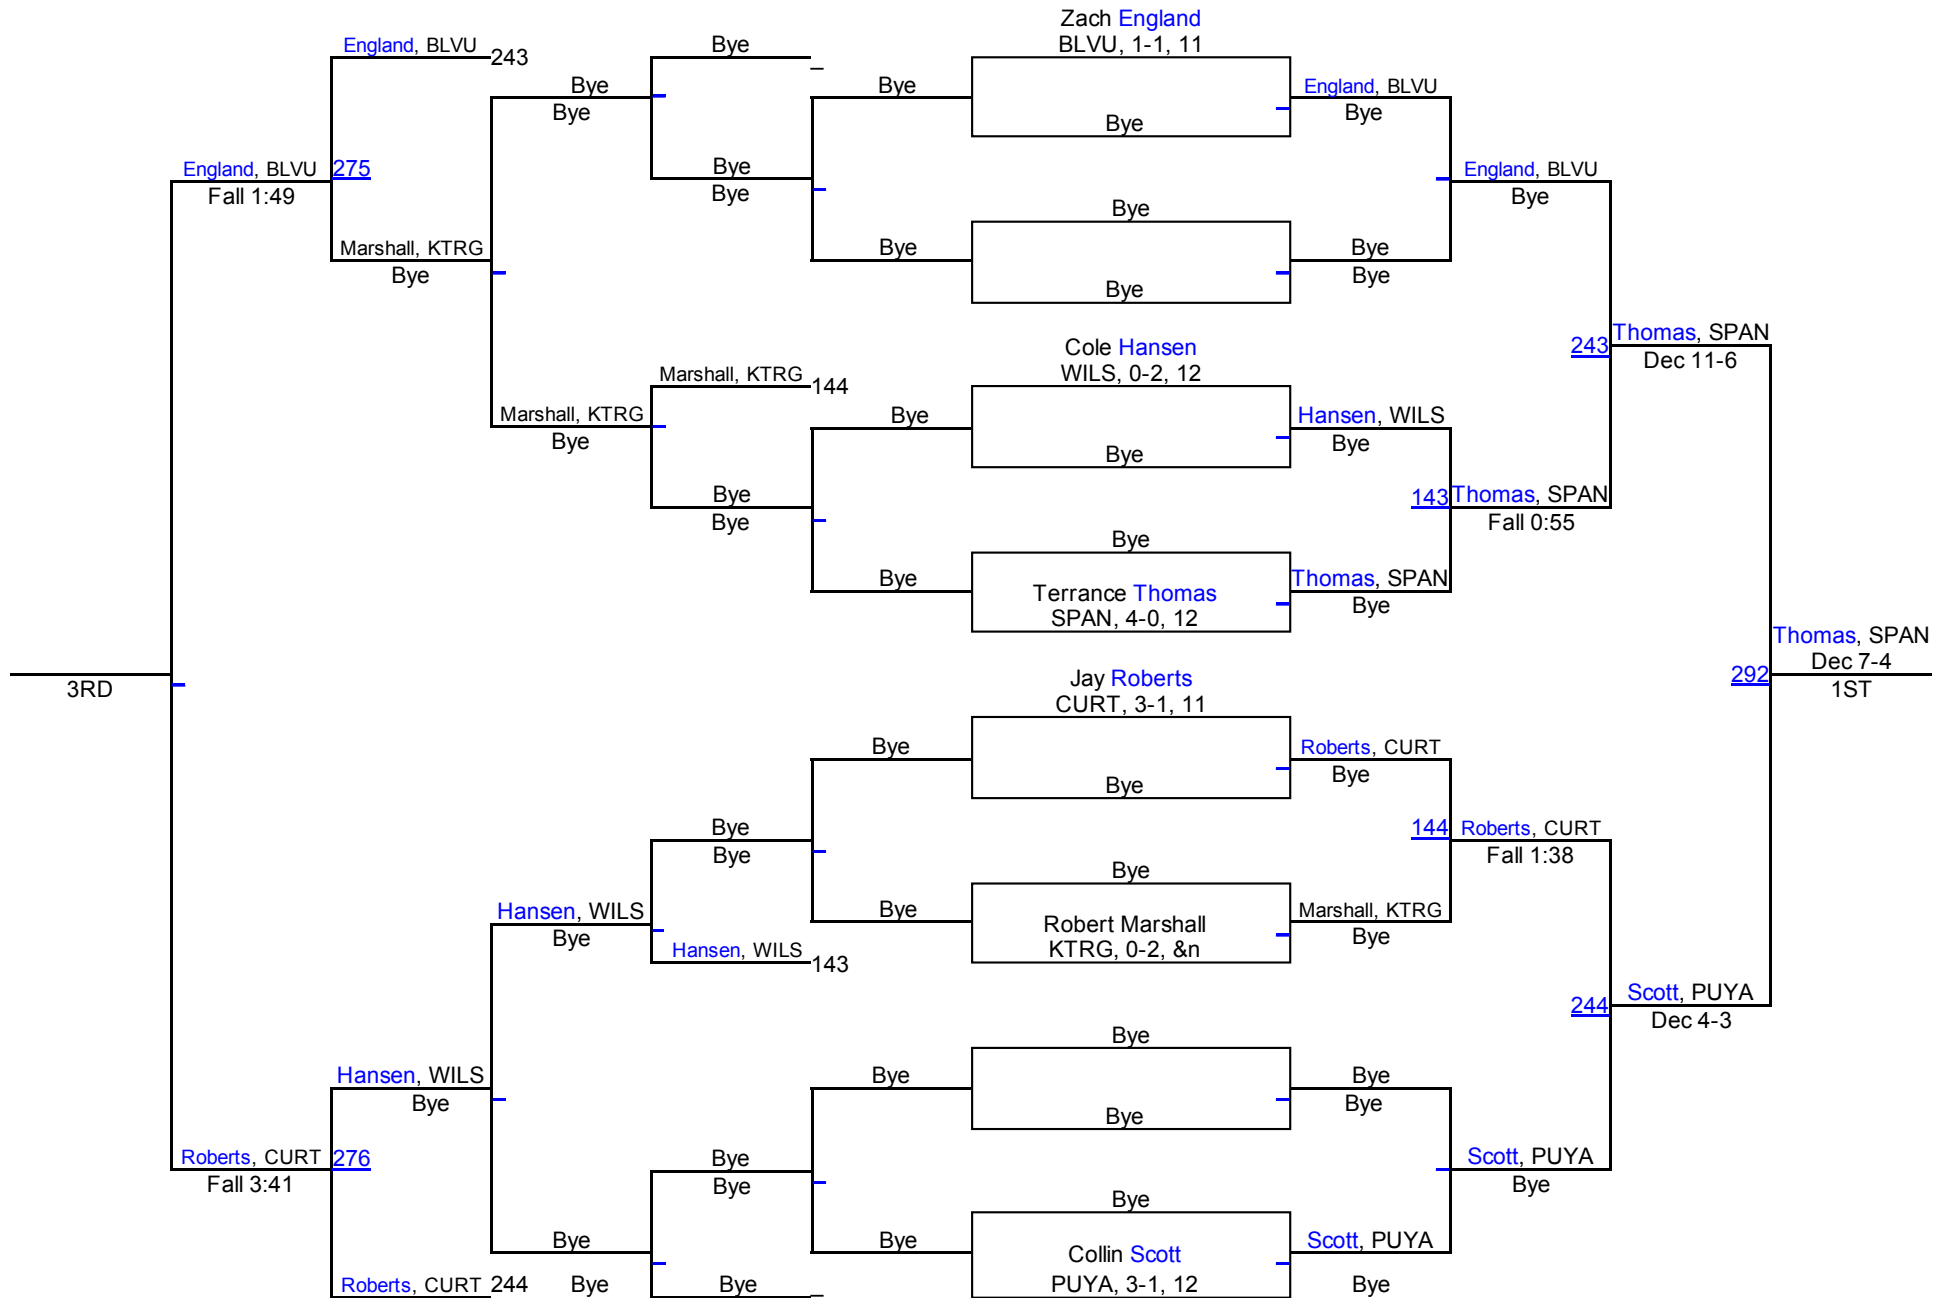 Zach England
BLVU, 1-1, 11
England, BLVU
243
Bye
_
Bye
Bye
Bye
England, BLVU
Bye
Bye
England, BLVU
275
Fall 1:49
Bye
Bye
England, BLVU
Bye
Bye
Marshall, KTRG
Bye
Bye
Bye
Bye
Bye
Cole Hansen
WILS, 0-2, 12
243
Thomas, SPAN
Dec 11-6
Marshall, KTRG
144
Marshall, KTRG
Bye
Bye
Bye
Hansen, WILS
Bye
Bye
Bye
143
Thomas, SPAN
Fall 0:55
Bye
Bye
Terrance Thomas
SPAN, 4-0, 12
Thomas, SPAN
Bye
3RD
Thomas, SPAN
Dec 7-4
292
1ST
Jay Roberts
CURT, 3-1, 11
Bye
Bye
Roberts, CURT
Bye
Bye
Bye
144
Roberts, CURT
Fall 1:38
Hansen, WILS
Bye
Hansen, WILS
143
Bye
Bye
Robert Marshall
KTRG, 0-2, &n
Marshall, KTRG
Bye
244
Scott, PUYA
Dec 4-3
Hansen, WILS
Bye
Bye
Bye
Bye
Bye
Bye
Roberts, CURT
276
Fall 3:41
Bye
Bye
Scott, PUYA
Bye
Bye
Bye
Bye
Collin Scott
PUYA, 3-1, 12
Scott, PUYA
Bye
Roberts, CURT
244
Bye
Bye
_